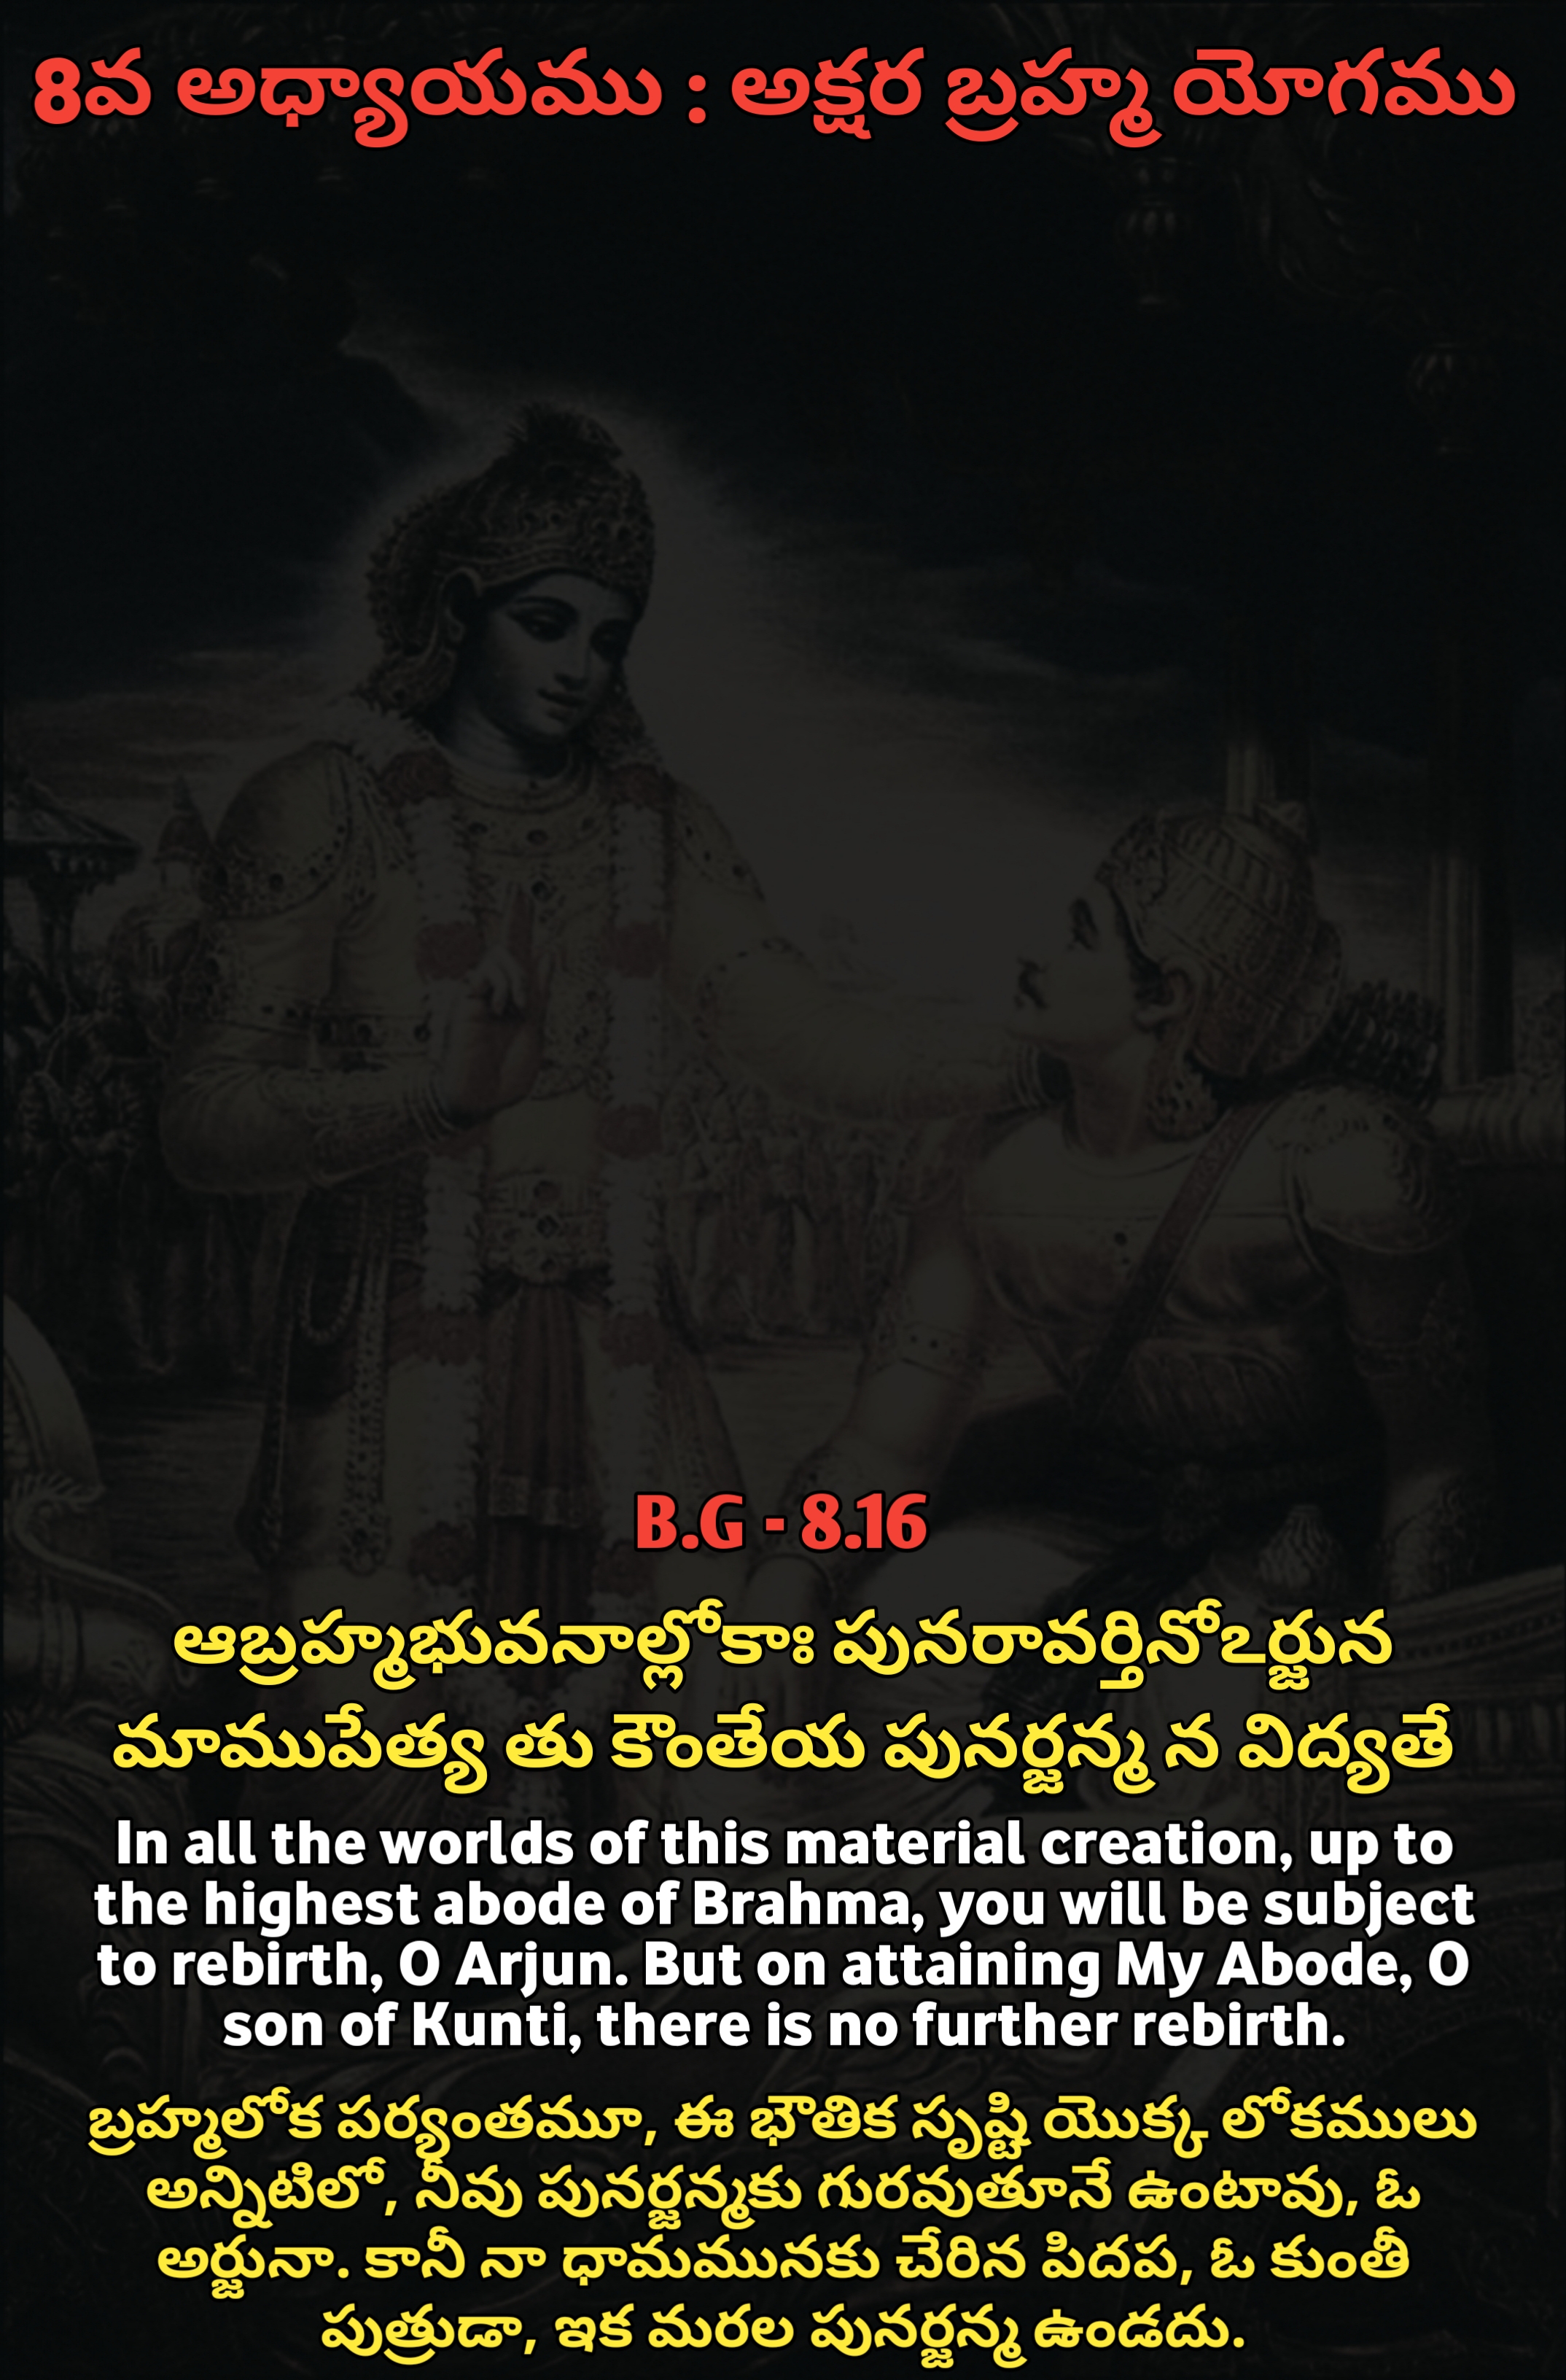 8వ అధ్యాయము : అక్షర బ్రహ్మ యోగము
B.G - 8.16
ఆబ్రహ్మభువనాల్లోకాః పునరావర్తినోఽర్జున
మాముపేత్య తు కౌంతేయ పునర్జన్మ న విద్యతే
In all the worlds of this material creation, up to
the highest abode of Brahma, you will be subject
to rebirth, O Arjun. But on attaining My Abode, O
son of Kunti, there is no further rebirth.
బ్రహ్మలోక పర్యంతమూ, ఈ భౌతిక సృష్టి యొక్క లోకములు
అన్నిటిలో, నీవు పునర్జన్మకు గురవుతూనే ఉంటావు, ఓ
అర్జునా. కానీ నా ధామమునకు చేరిన పిదప, ఓ కుంతీ
పుత్రుడా, ఇక మరల పునర్జన్మ ఉండదు.